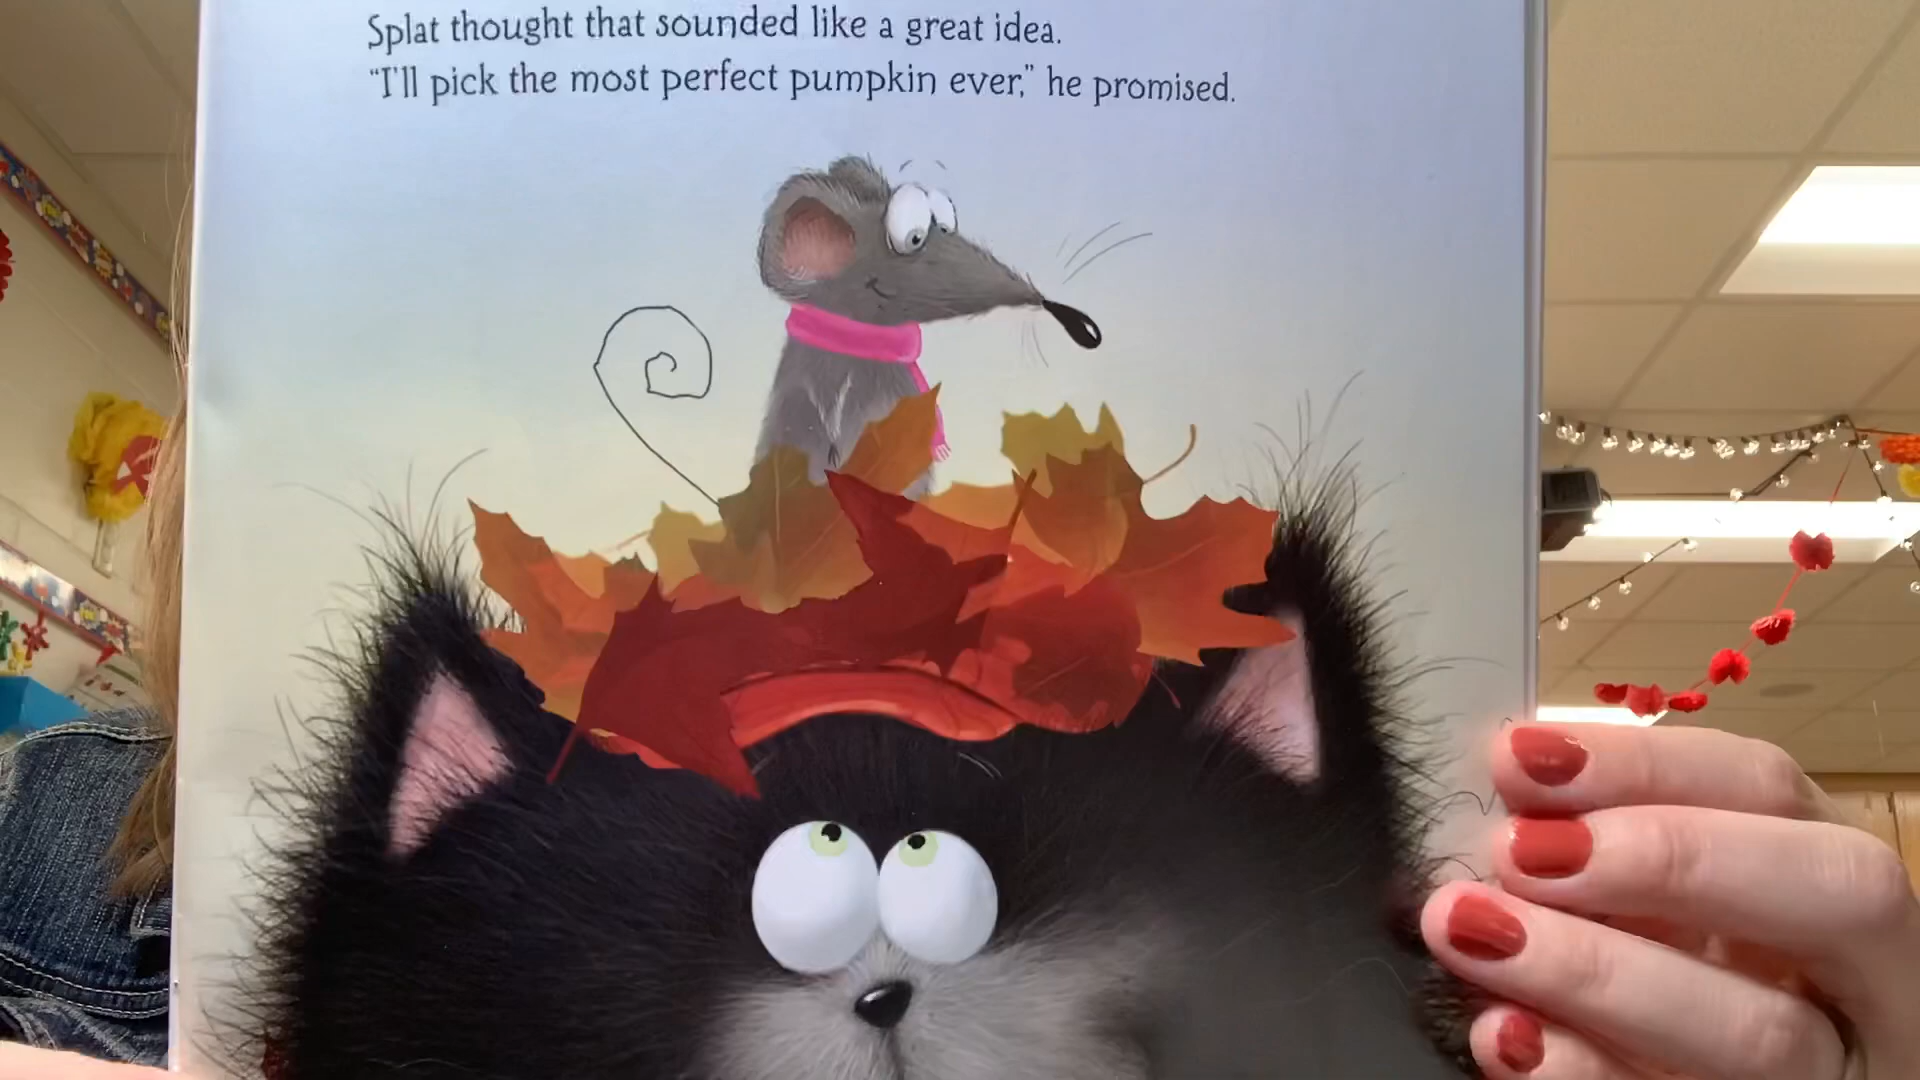 Splat thought that sounded like a great idea.
"I'll pick the most perfect pumpkin ever," he promised.